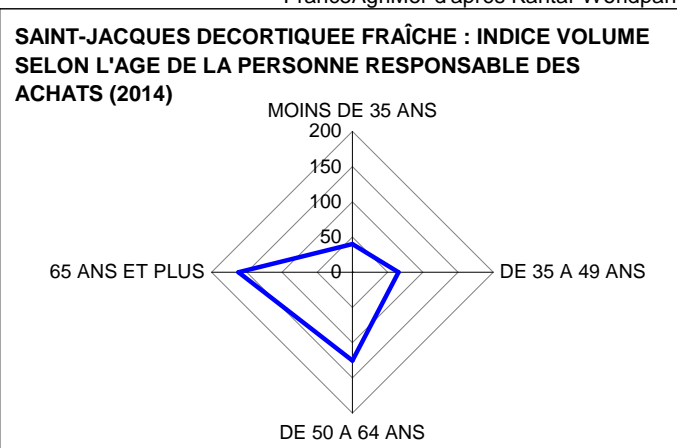 FranceAgriMer d'après Kantar Worldpan
SAINT-JACQUES DECORTIQUEE FRAÎCHE : INDICE VOLUME
SELON L'AGE DE LA PERSONNE RESPONSABLE DES
ACHATS (2014)
MOINS DE 35 ANS
200
150
100
50
65 ANS ET PLUS
0
DE 35 A 49 ANS
DE 50 A 64 ANS